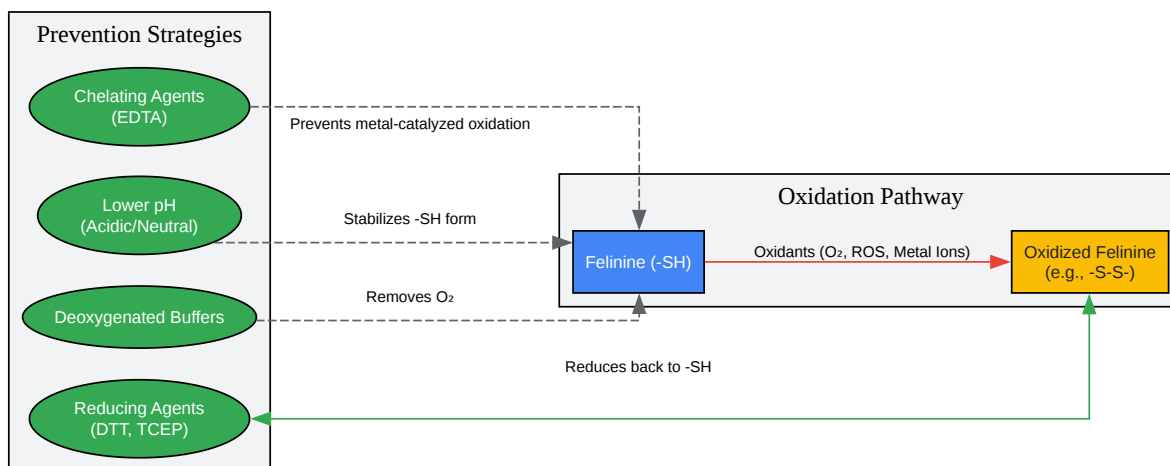 Prevention Strategies
Chelating Agents
(EDTA)
Prevents metal-catalyzed oxidation
Lower pH
(Acidic/Neutral)
Stabilizes -SH form
Deoxygenated Buffers
Removes O₂
Reducing Agents
(DTT, TCEP)
Reduces back to -SH
Oxidation Pathway
Felinine (-SH)
Oxidants (O₂, ROS, Metal Ions)
Oxidized Felinine
(e.g., -S-S-)